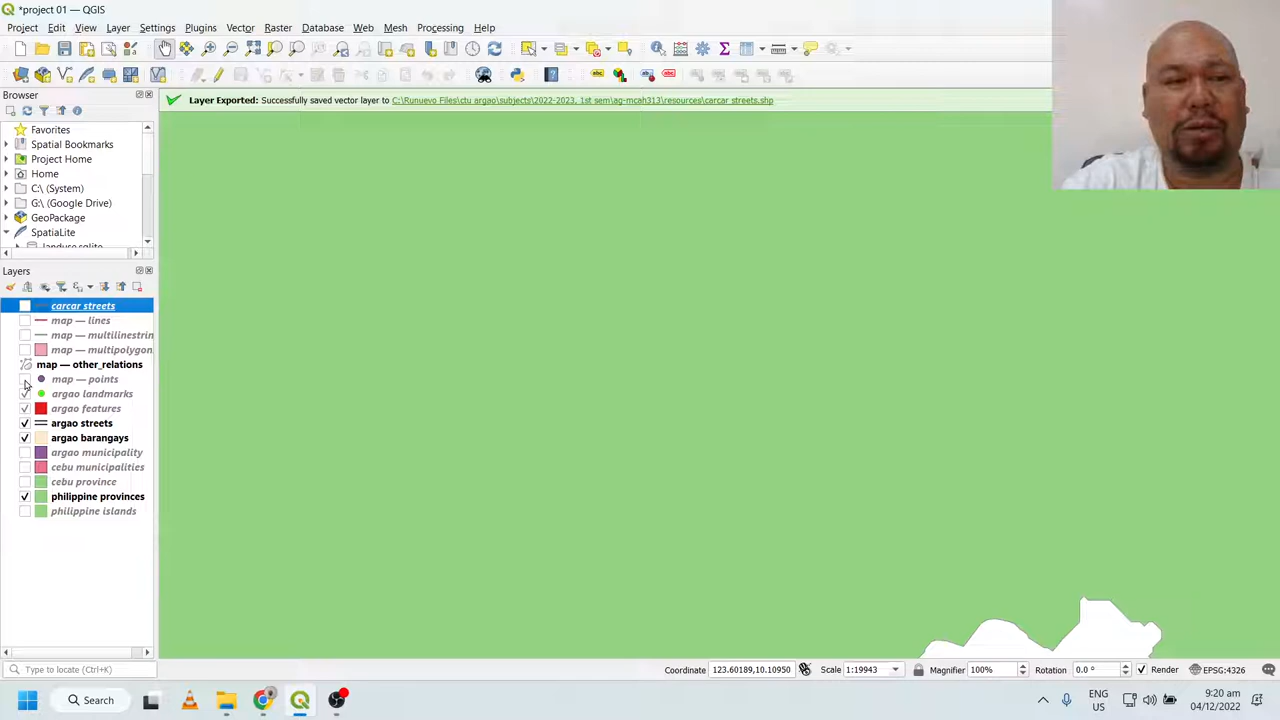 *project 01 — QGIS
Project Edit View Layer Settings Plugins Vector Raster Database Web Mesh Processing Help
Browser
Favorites
Spatial Bookmarks
Project Home
Home
C:\ (System)
G:\ (Google Drive)
GeoPackage
SpatiaLite
landuse.sqlite
Layer Exported: Successfully saved vector layer to C:\Runuevo Files\ctu argao\subjects\2022-2023, 1st sem\ag-mcah313\resources\carcar streets.shp
Layers
carcar streets
map — lines
map — multilinestrin
map — multipolygon
map — other_relations
map — points
argao landmarks
argao features
argao streets
argao barangays
argao municipality
cebu municipalities
cebu province
philippine provinces
philippine islands
Type to locate (Ctrl+K)
Coordinate 123.60189,10.10950 Scale 1:19943 Magnifier 100% Rotation 0.0 ° Render EPSG:4326
Search
ENG
US
9:20 am
04/12/2022